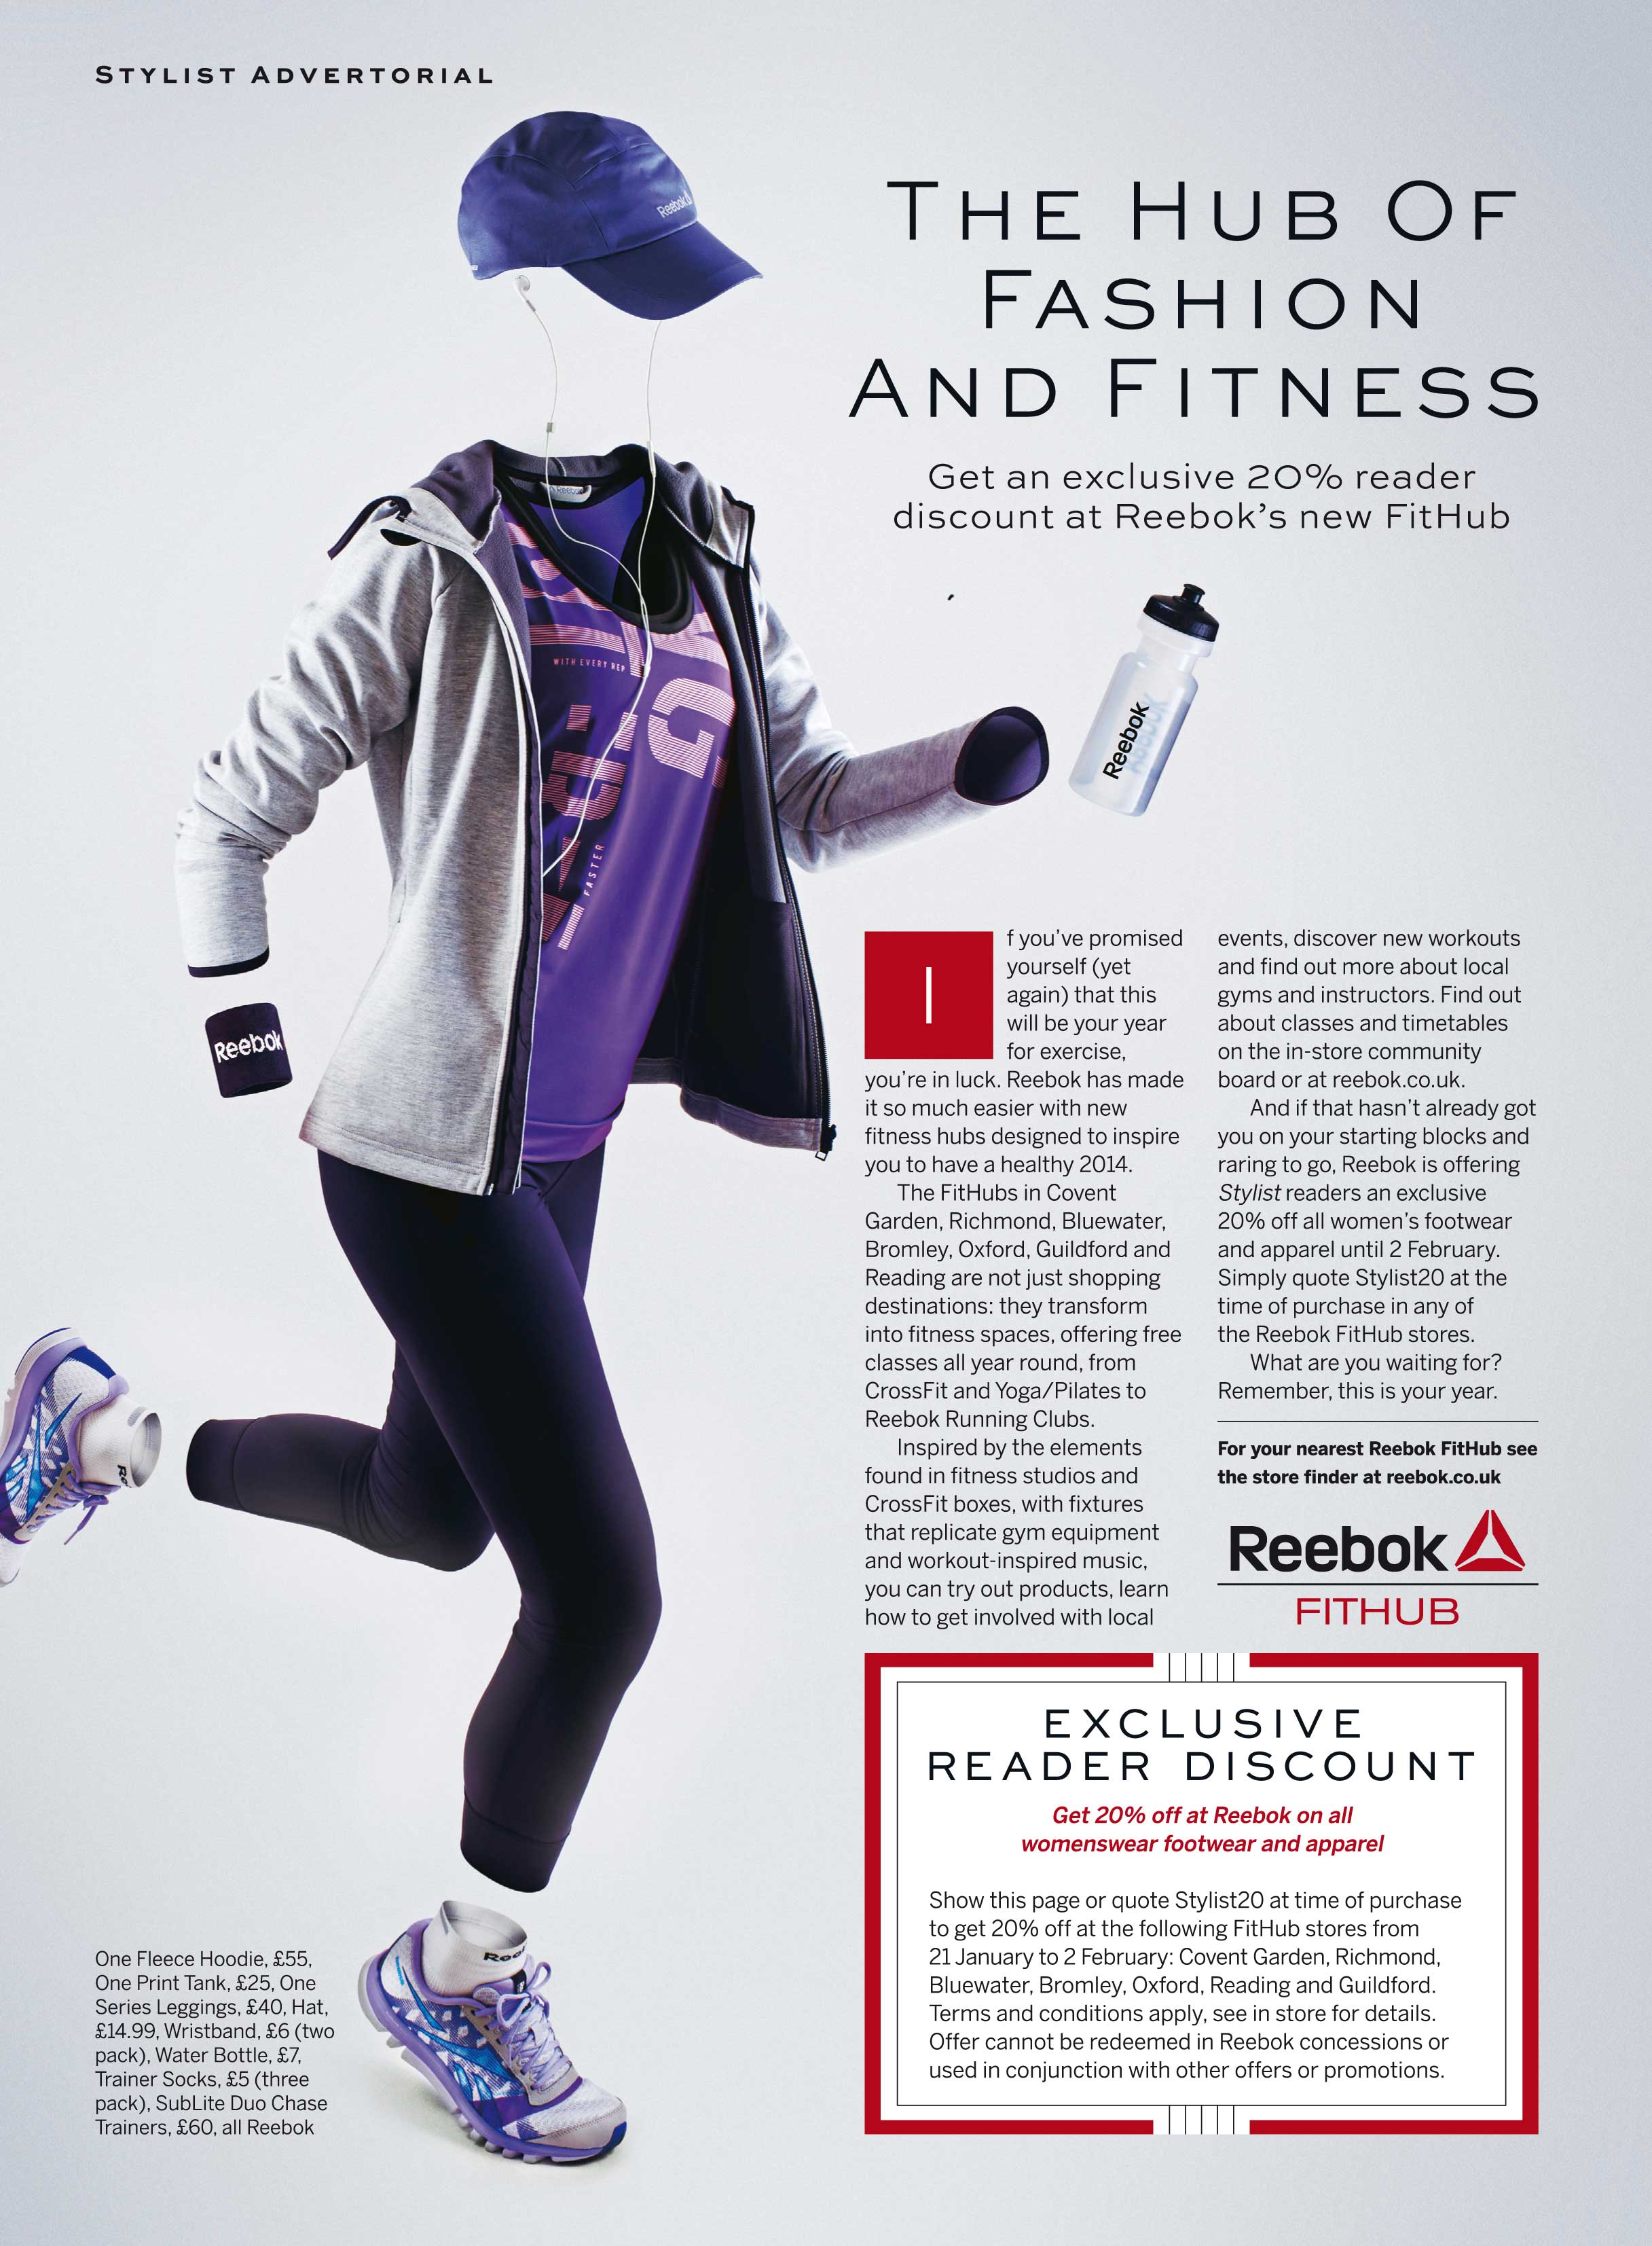 STYLIST ADVERTORIAL
THE HUB OF
FASHION
AND FITNESS
Get an exclusive 20% reader
discount at Reebok's new FitHub
Reebok
Reebok
WITH EVERY REP
FASTER
Reebok
Reebok
If you've promised
yourself (yet
again) that this
will be your year
for exercise,
you're in luck. Reebok has made
it so much easier with new
fitness hubs designed to inspire
you to have a healthy 2014.
The FitHubs in Covent
Garden, Richmond, Bluewater,
Bromley, Oxford, Guildford and
Reading are not just shopping
destinations: they transform
into fitness spaces, offering free
classes all year round, from
CrossFit and Yoga/Pilates to
Reebok Running Clubs.
Inspired by the elements
found in fitness studios and
CrossFit boxes, with fixtures
that replicate gym equipment
and workout-inspired music,
you can try out products, learn
how to get involved with local
events, discover new workouts
and find out more about local
gyms and instructors. Find out
about classes and timetables
on the in-store community
board or at reebok.co.uk.
And if that hasn't already got
you on your starting blocks and
raring to go, Reebok is offering
Stylist readers an exclusive
20% off all women's footwear
and apparel until 2 February.
Simply quote Stylist20 at the
time of purchase in any of
the Reebok FitHub stores.
What are you waiting for?
Remember, this is your year.
For your nearest Reebok FitHub see
the store finder at reebok.co.uk
Reebok
FITHUB
EXCLUSIVE
READER DISCOUNT
Get 20% off at Reebok on all
womenswear footwear and apparel
Show this page or quote Stylist20 at time of purchase
to get 20% off at the following FitHub stores from
21 January to 2 February: Covent Garden, Richmond,
Bluewater, Bromley, Oxford, Reading and Guildford.
Terms and conditions apply, see in store for details.
Offer cannot be redeemed in Reebok concessions or
used in conjunction with other offers or promotions.
One Fleece Hoodie, £55,
One Print Tank, £25, One
Series Leggings, £40, Hat,
£14.99, Wristband, £6 (two
pack), Water Bottle, £7,
Trainer Socks, £5 (three
pack), SubLite Duo Chase
Trainers, £60, all Reebok